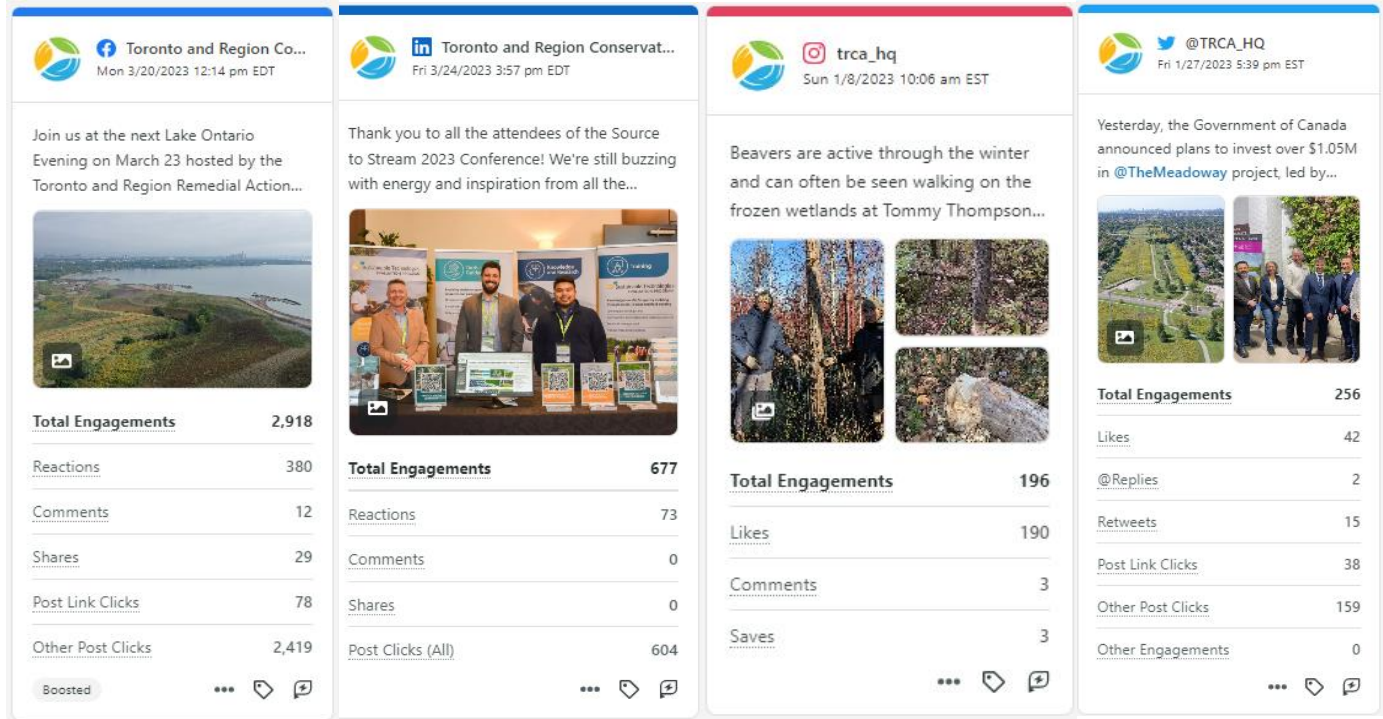 Toronto and Region Co...
Mon 3/20/2023 12:14 pm EDT
Join us at the next Lake Ontario
Evening on March 23 hosted by the
Toronto and Region Remedial Action...
Total Engagements 2,918
Reactions 380
Comments 12
Shares 29
Post Link Clicks 78
Other Post Clicks 2,419
Boosted
in Toronto and Region Conservat...
Fri 3/24/2023 3:57 pm EDT
Thank you to all the attendees of the Source
to Stream 2023 Conference! We're still buzzing
with energy and inspiration from all the...
Knowledge
and Research
Training
Total Engagements 677
Reactions 73
Comments 0
Shares 0
Post Clicks (All) 604
trca_hq
Sun 1/8/2023 10:06 am EST
Beavers are active through the winter
and can often be seen walking on the
frozen wetlands at Tommy Thompson...
Total Engagements 196
Likes 190
Comments 3
Saves 3
@TRCA_HQ
Fri 1/27/2023 5:39 pm EST
Yesterday, the Government of Canada
announced plans to invest over $1.05M
in @TheMeadoway project, led by...
Total Engagements 256
Likes 42
@Replies 2
Retweets 15
Post Link Clicks 38
Other Post Clicks 159
Other Engagements 0